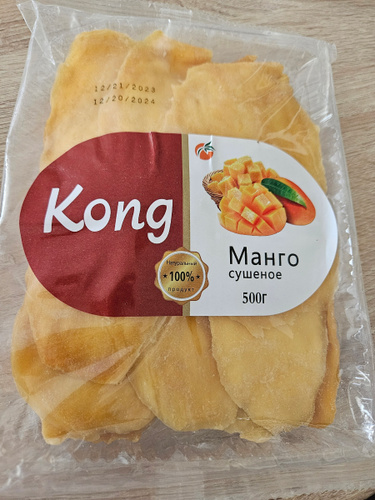 12/21/2023
12/20/2024
Kong
Натуральный
100%
продукт
Манго
сушеное
500г